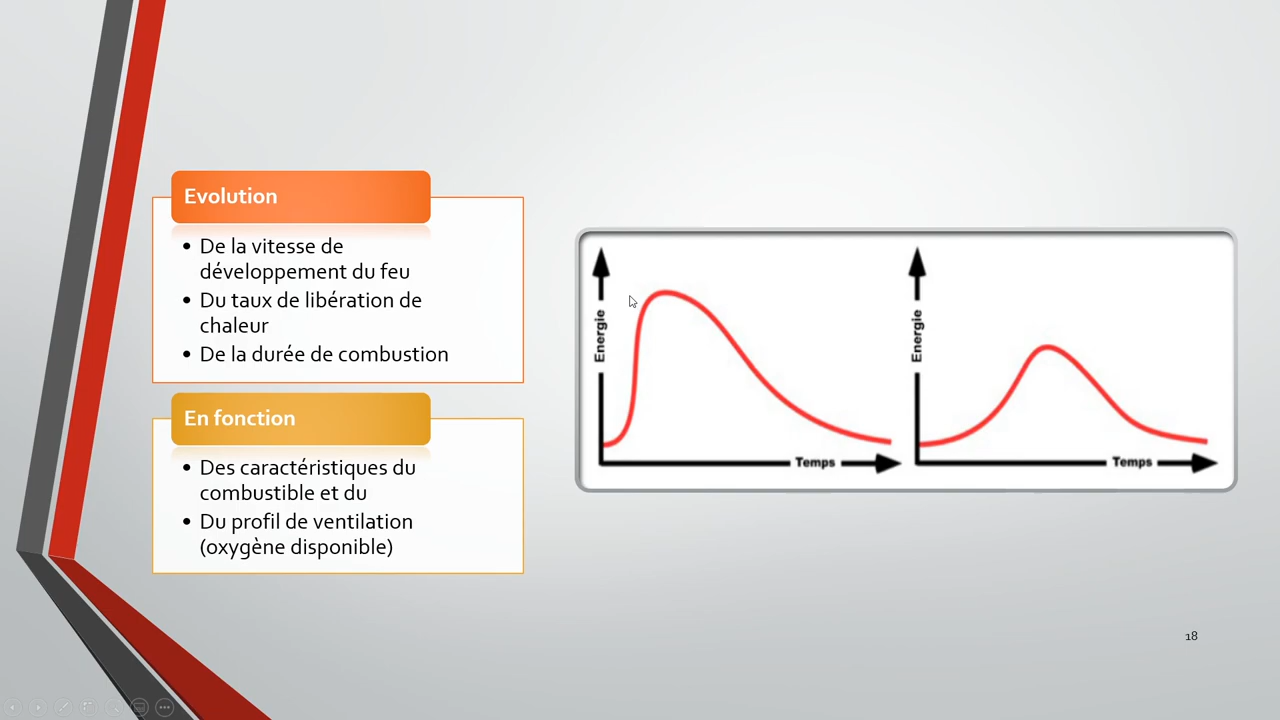 Evolution
• De la vitesse de
développement du feu
• Du taux de libération de
chaleur
• De la durée de combustion
En fonction
• Des caractéristiques du
combustible et du
• Du profil de ventilation
(oxygène disponible)
Energie
Temps
Energie
Temps
18